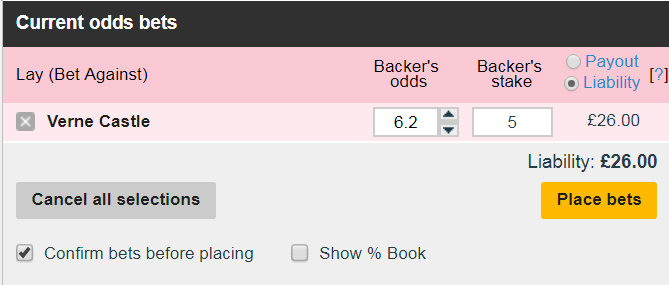 Current odds bets
Lay (Bet Against)
Backer's odds
Backer's stake
Payout
Liability
[?]
Verne Castle
6.2
5
£26.00
Liability: £26.00
Cancel all selections
Place bets
Confirm bets before placing
Show % Book